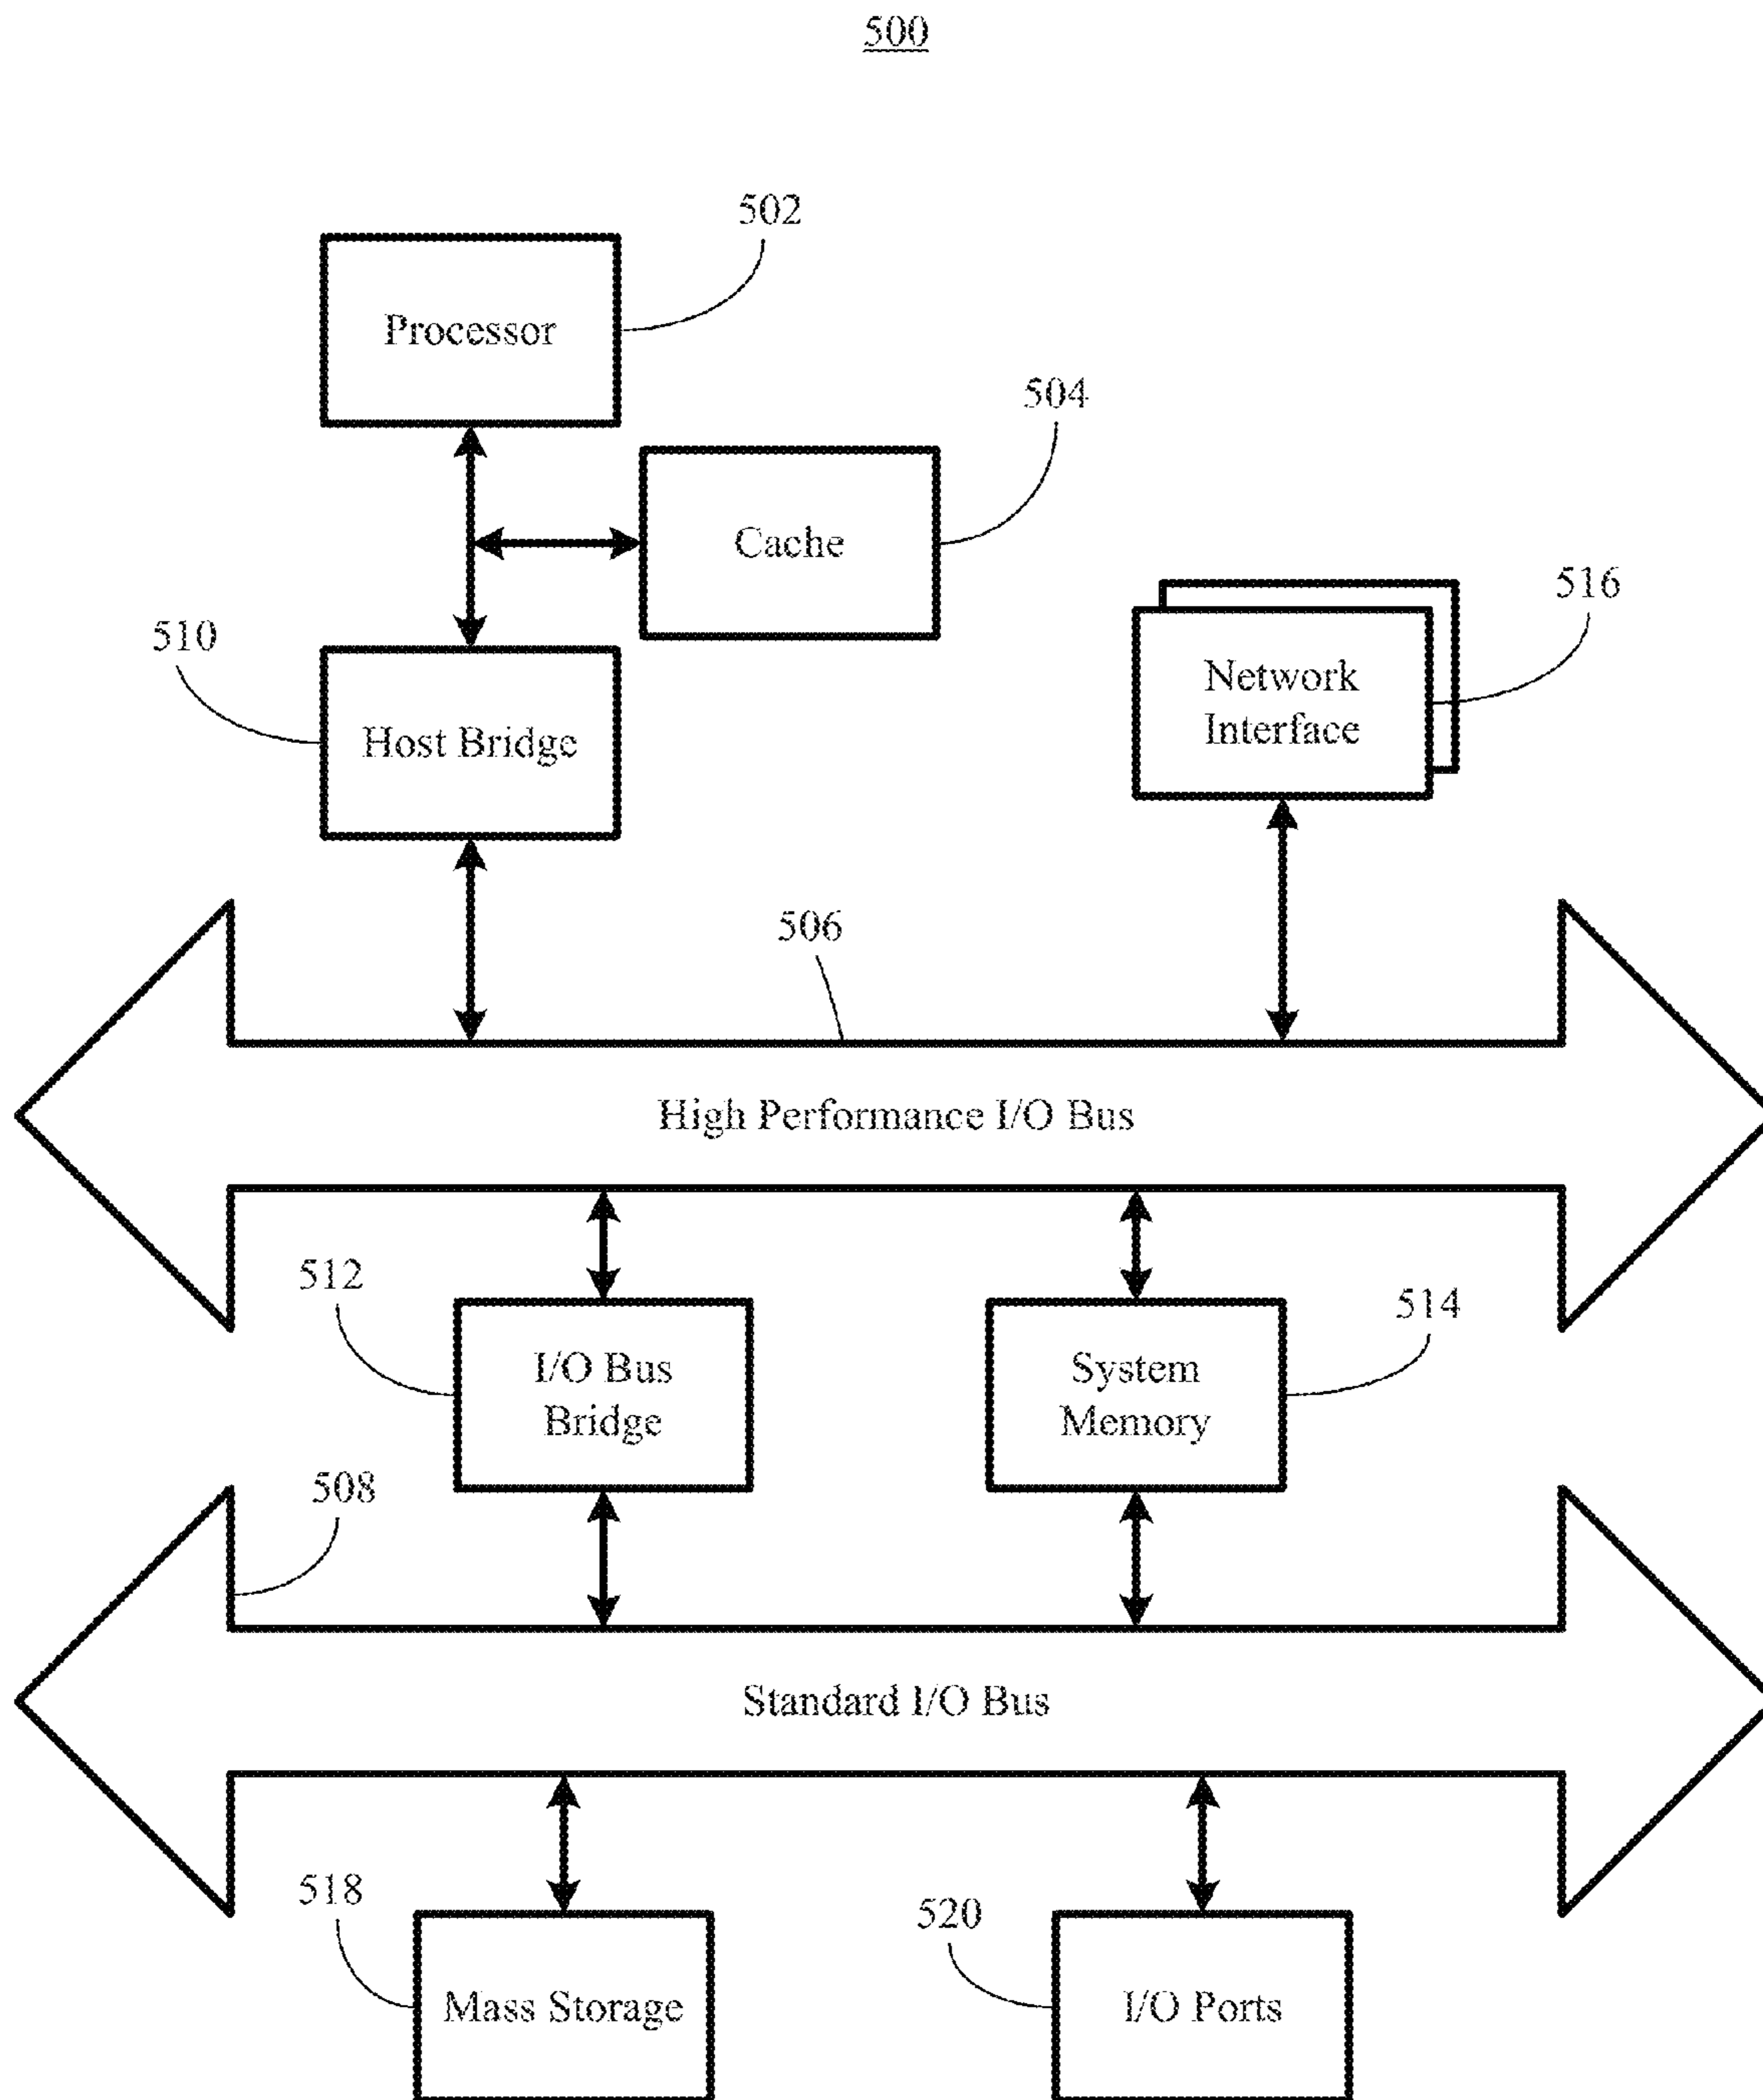 500
502
Processor
504
Cache
516
510
Network
Interface
Host Bridge
506
High Performance I/O Bus
512
514
I/O Bus
Bridge
System
Memory
508
Standard I/O Bus
518
520
Mass Storage
I/O Ports